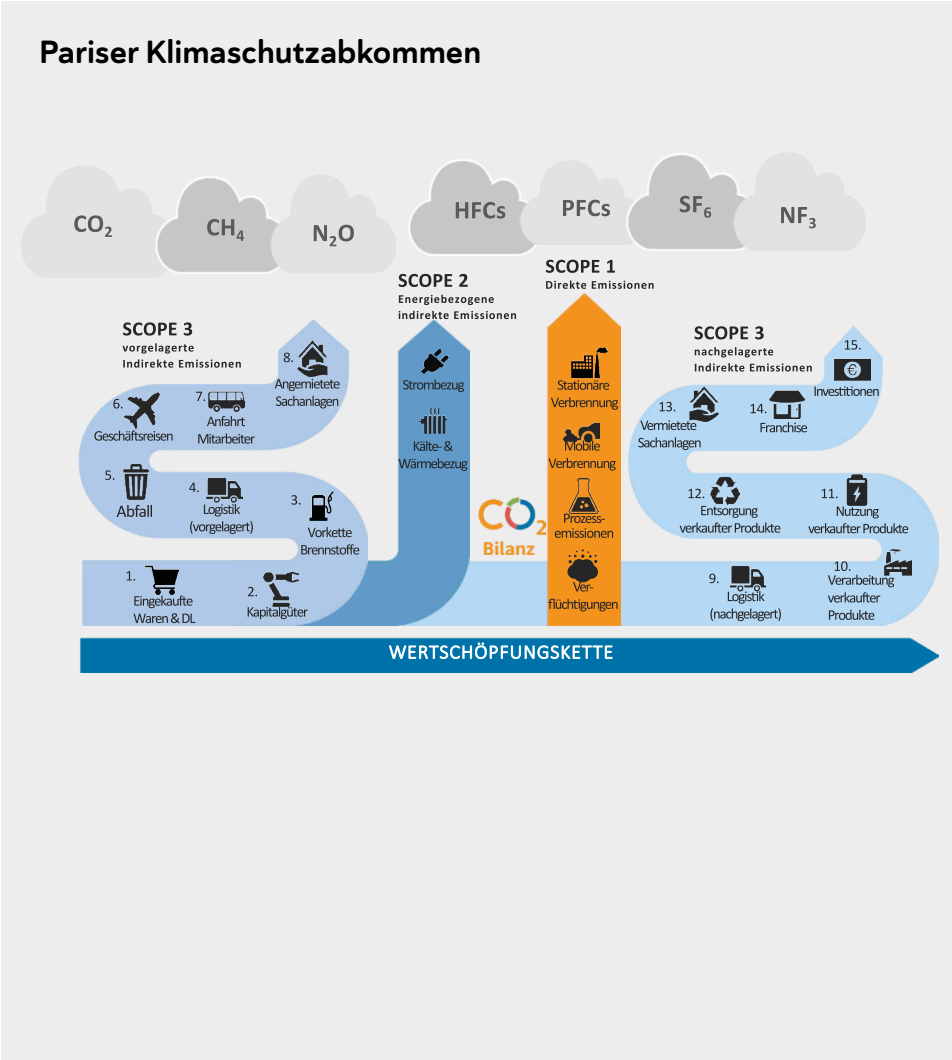 Pariser Klimaschutzabkommen
CO₂
CH₄
N₂O
HFCs
PFCs
SF₆
NF₃
SCOPE 3
vorgelagerte
Indirekte Emissionen
8.
Angemietete
Sachanlagen
7.
Anfahrt
Mitarbeiter
6.
Geschäftsreisen
5.
Abfall
4.
Logistik
(vorgelagert)
3.
Vorkette
Brennstoffe
1.
Eingekaufte
Waren & DL
2.
Kapitalgüter
SCOPE 2
Energiebezogene
indirekte Emissionen
Strombezug
Kälte- &
Wärmebezug
CO2
Bilanz
SCOPE 1
Direkte Emissionen
Stationäre
Verbrennung
Mobile
Verbrennung
Prozess-
emissionen
Ver-
flüchtigungen
SCOPE 3
nachgelagerte
Indirekte Emissionen
15.
Investitionen
13.
Vermietete
Sachanlagen
14.
Franchise
12.
Entsorgung
verkaufter Produkte
11.
Nutzung
verkaufter Produkte
9.
Logistik
(nachgelagert)
10.
Verarbeitung
verkaufter
Produkte
WERTSCHÖPFUNGSKETTE